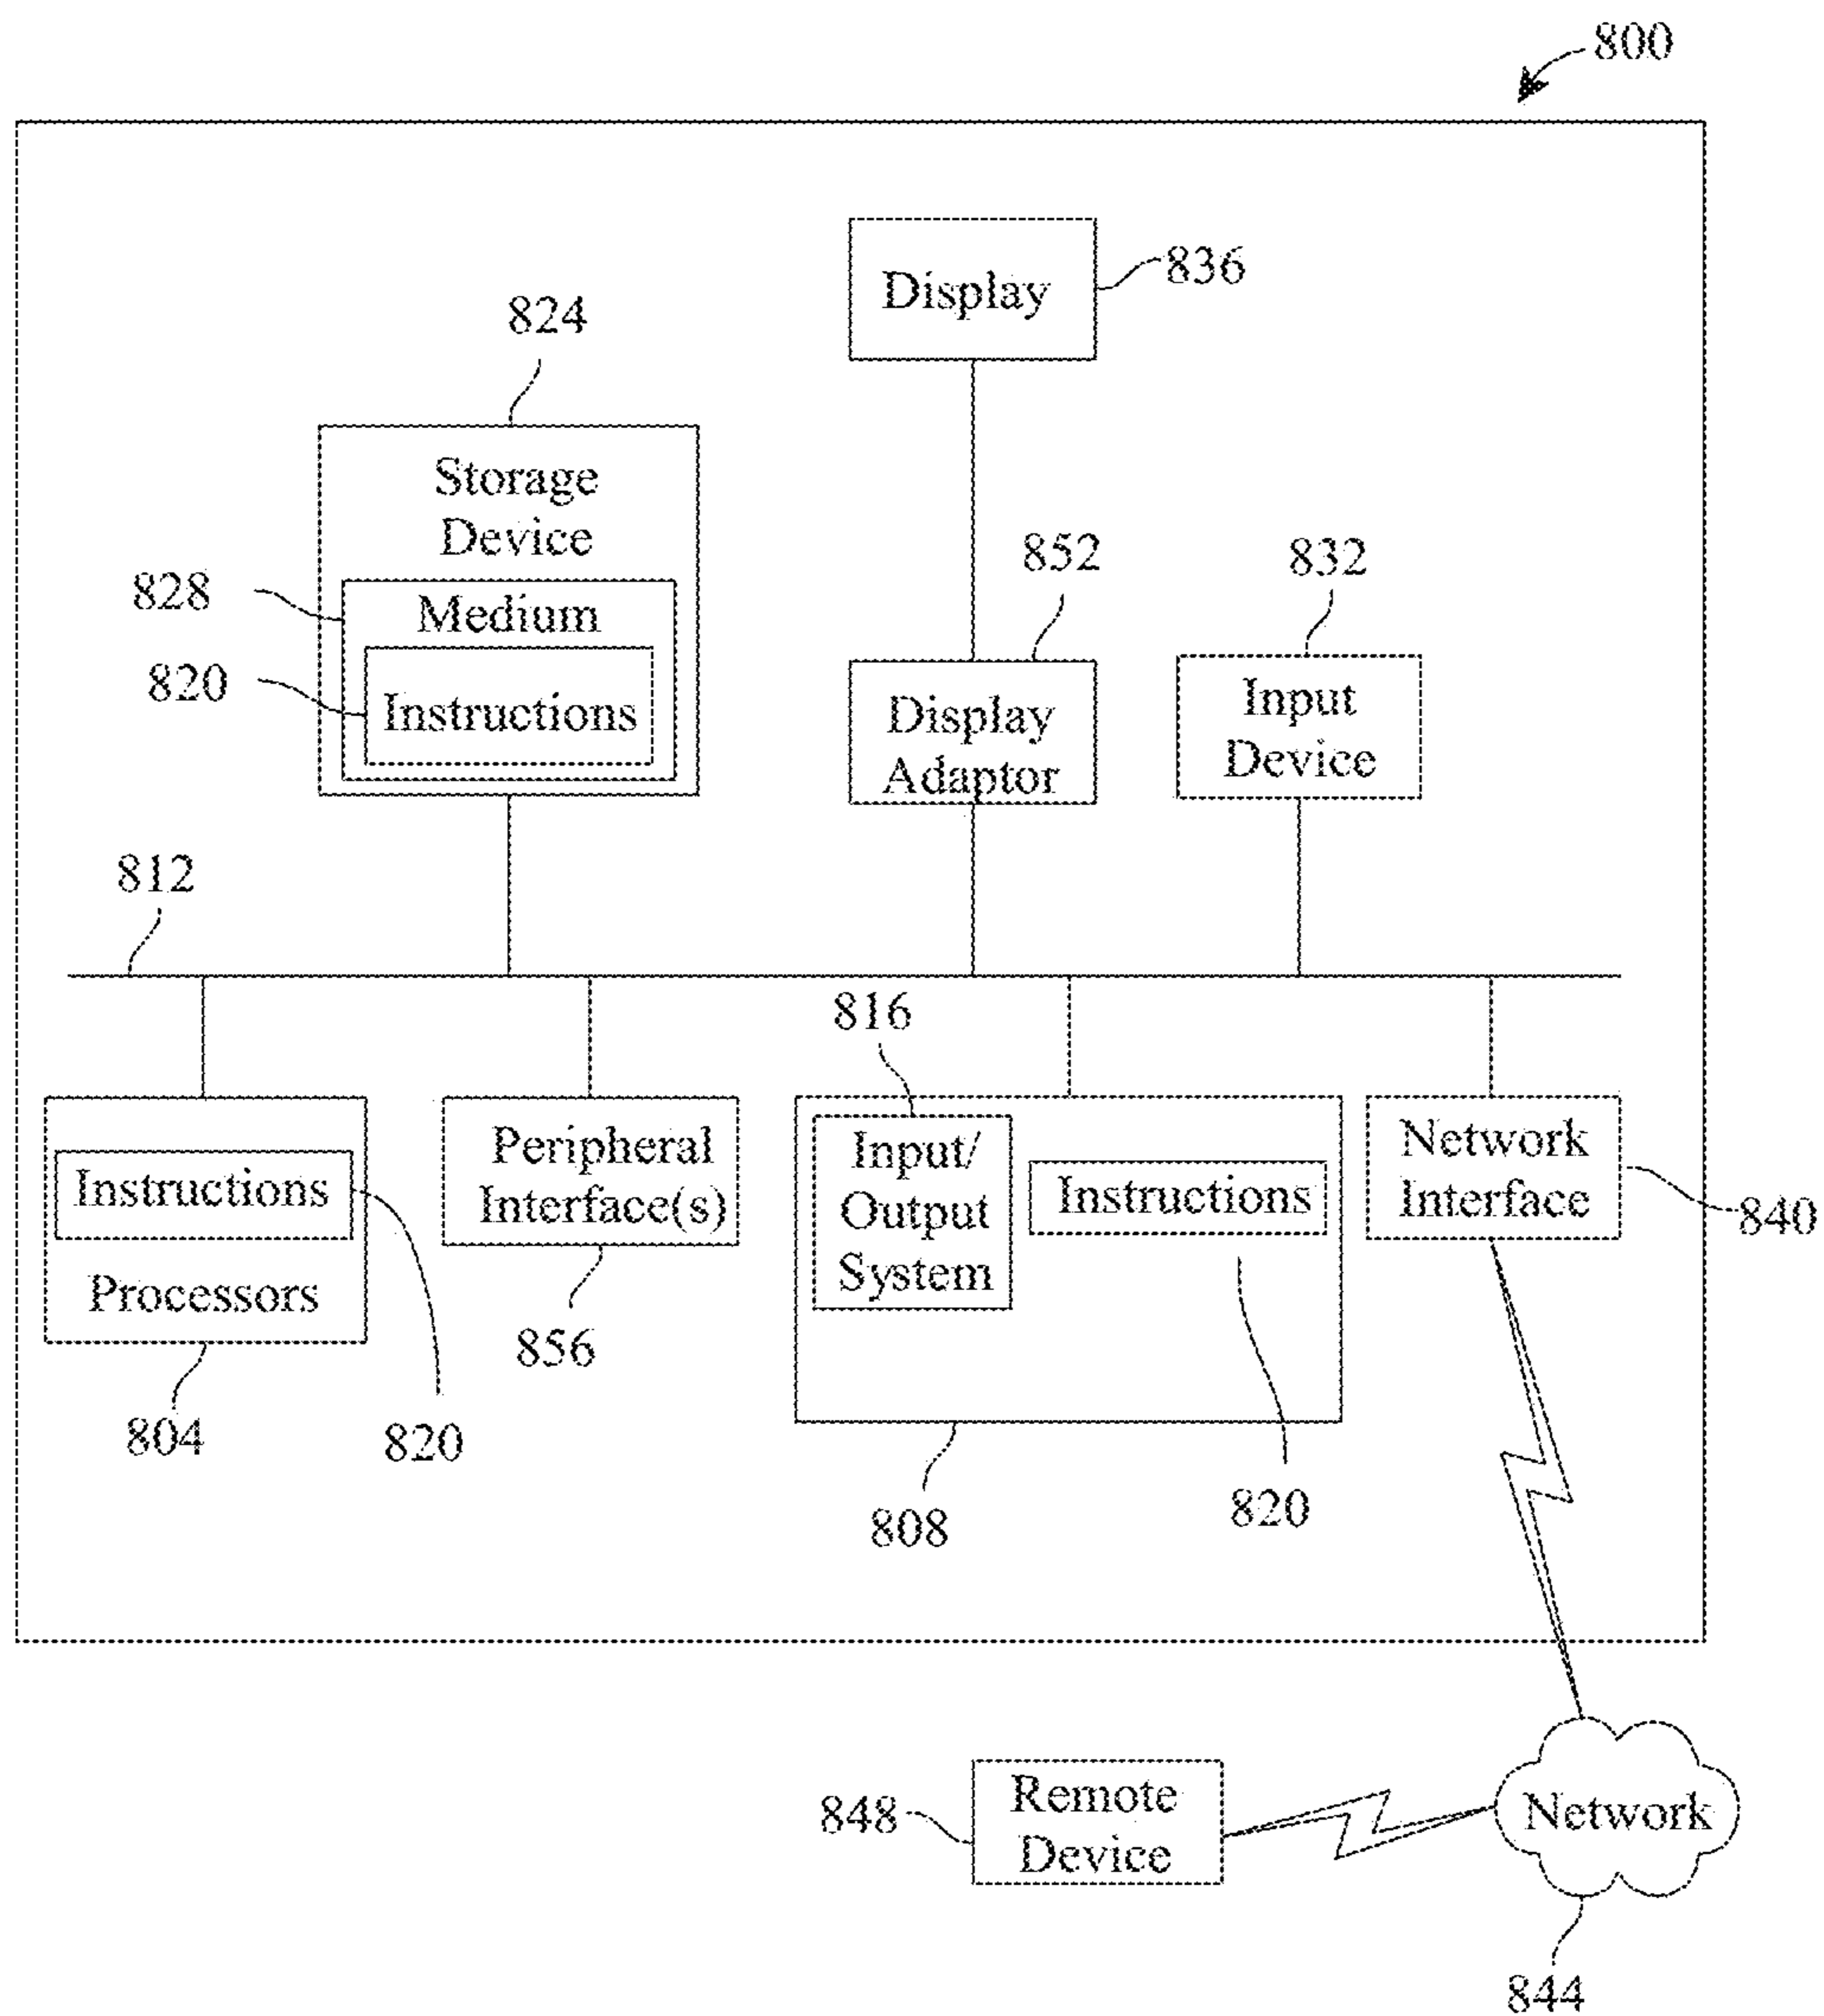 800
Display
836
824
Storage
Device
828
Medium
820
Instructions
852
Display
Adaptor
832
Input
Device
812
816
Instructions
Processors
804
820
Peripheral
Interface(s)
856
Input/
Output
System
Instructions
808
820
Network
Interface
840
848
Remote
Device
Network
844